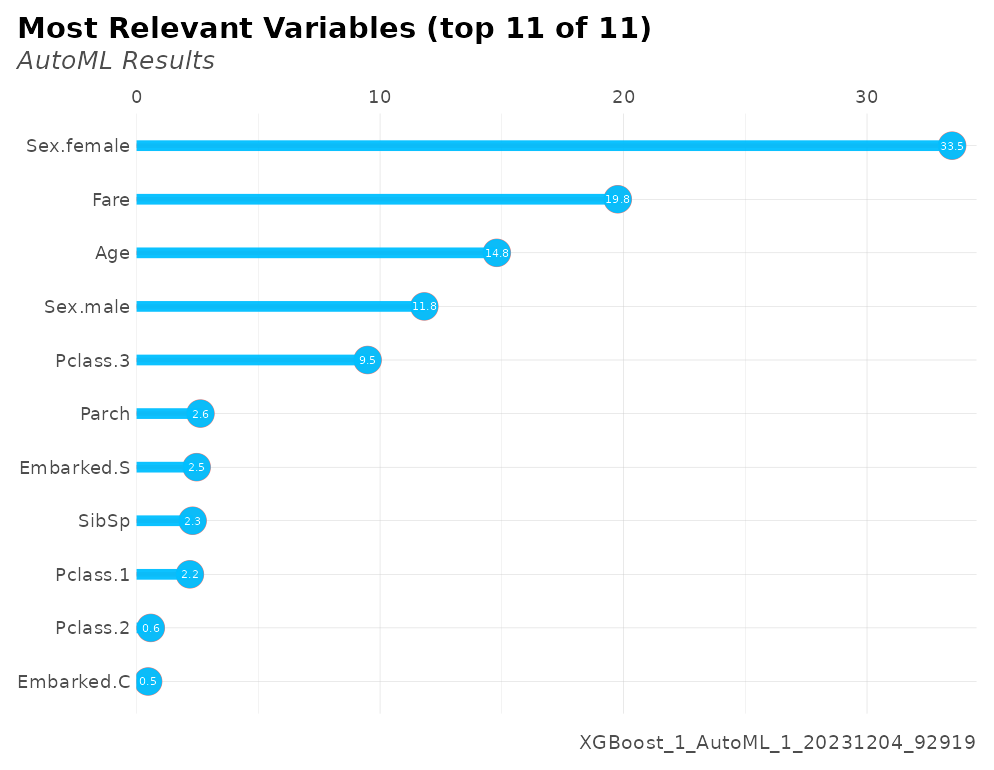 Most Relevant Variables (top 11 of 11)
AutoML Results
0 10 20 30
Sex.female 33.5
Fare 19.8
Age 14.8
Sex.male 11.8
Pclass.3 9.5
Parch 2.6
Embarked.S 2.5
SibSp 2.3
Pclass.1 2.2
Pclass.2 0.6
Embarked.C 0.5
XGBoost_1_AutoML_1_20231204_92919